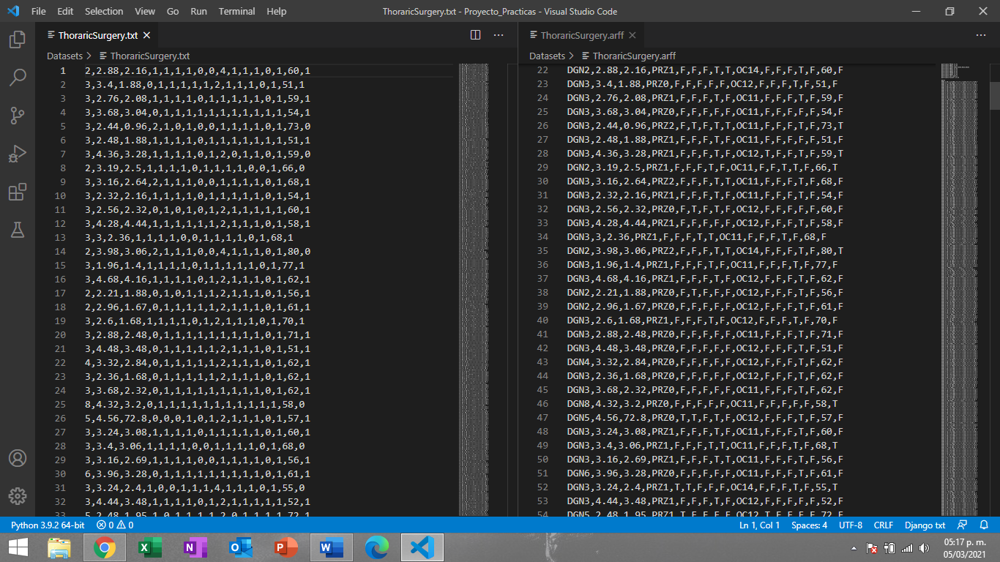 File Edit Selection View Go Run Terminal Help ThoraricSurgery.txt - Proyecto_Practicas - Visual Studio Code
ThoraricSurgery.txt
Datasets > ThoraricSurgery.txt
1 2,2.88,2.16,1,1,1,1,0,0,4,1,1,1,0,1,60,1
2 3,3.4,1.88,0,1,1,1,1,1,2,1,1,1,0,1,51,1
3 3,2.76,2.08,1,1,1,1,0,1,1,1,1,1,0,1,59,1
4 3,3.68,3.04,0,1,1,1,1,1,1,1,1,1,1,1,54,1
5 3,2.44,0.96,2,1,0,1,0,0,1,1,1,1,0,1,73,0
6 3,2.48,1.88,1,1,1,1,0,1,1,1,1,1,1,1,51,1
7 3,4.36,3.28,1,1,1,1,0,1,2,0,1,1,0,1,59,0
8 2,3.19,2.5,1,1,1,1,0,1,1,1,1,0,0,1,66,0
9 3,3.16,2.64,2,1,1,1,0,0,1,1,1,1,0,1,68,1
10 3,2.32,2.16,1,1,1,1,0,1,1,1,1,1,0,1,54,1
11 3,2.56,2.32,0,1,0,1,0,1,2,1,1,1,1,1,60,1
12 3,4.28,4.44,1,1,1,1,1,1,2,1,1,1,0,1,58,1
13 3,3,2.36,1,1,1,1,0,0,1,1,1,1,0,1,68,1
14 2,3.98,3.06,2,1,1,1,0,0,4,1,1,1,0,1,80,0
15 3,1.96,1.4,1,1,1,1,0,1,1,1,1,1,0,1,77,1
16 3,4.68,4.16,1,1,1,1,0,1,2,1,1,1,0,1,62,1
17 2,2.21,1.88,0,1,0,1,1,1,2,1,1,1,0,1,56,1
18 2,2.96,1.67,0,1,1,1,1,1,2,1,1,1,0,1,61,1
19 3,2.6,1.68,1,1,1,1,0,1,2,1,1,1,0,1,70,1
20 3,2.88,2.48,0,1,1,1,1,1,1,1,1,1,0,1,71,1
21 3,4.48,3.48,0,1,1,1,1,1,2,1,1,1,0,1,51,1
22 4,3.32,2.84,0,1,1,1,1,1,2,1,1,1,0,1,62,1
23 3,2.36,1.68,0,1,1,1,1,1,2,1,1,1,0,1,62,1
24 3,3.68,2.32,0,1,1,1,1,1,1,1,1,1,0,1,62,1
25 8,4.32,3.2,0,1,1,1,1,1,1,1,1,1,1,1,58,0
26 5,4.56,72.8,0,0,0,1,0,1,2,1,1,1,0,1,57,1
27 3,3.24,3.08,1,1,1,1,0,1,1,1,1,1,0,1,60,1
28 3,3.4,3.06,1,1,1,1,0,0,1,1,1,1,0,1,68,0
29 3,3.16,2.69,1,1,1,1,0,0,1,1,1,1,0,1,56,1
30 6,3.96,3.28,0,1,1,1,1,1,1,1,1,1,0,1,61,1
31 3,3.24,2.4,1,0,0,1,1,1,4,1,1,1,0,1,55,0
32 3,4.44,3.48,1,1,1,1,0,1,2,1,1,1,1,1,52,1
ThoraricSurgery.arff
Datasets > ThoraricSurgery.arff
22 DGN2,2.88,2.16,PRZ1,F,F,F,T,T,OC14,F,F,F,T,F,60,F
23 DGN3,3.4,1.88,PRZ0,F,F,F,F,F,OC12,F,F,F,T,F,51,F
24 DGN3,2.76,2.08,PRZ1,F,F,F,T,F,OC11,F,F,F,T,F,59,F
25 DGN3,3.68,3.04,PRZ0,F,F,F,F,F,OC11,F,F,F,F,F,54,F
26 DGN3,2.44,0.96,PRZ2,F,T,F,T,T,OC11,F,F,F,T,F,73,T
27 DGN3,2.48,1.88,PRZ1,F,F,F,T,F,OC11,F,F,F,F,F,51,F
28 DGN3,4.36,3.28,PRZ1,F,F,F,T,F,OC12,T,F,F,T,F,59,T
29 DGN2,3.19,2.5,PRZ1,F,F,F,T,F,OC11,F,F,T,T,F,66,T
30 DGN3,3.16,2.64,PRZ2,F,F,F,T,T,OC11,F,F,F,T,F,68,F
31 DGN3,2.32,2.16,PRZ1,F,F,F,T,F,OC11,F,F,F,T,F,54,F
32 DGN3,2.56,2.32,PRZ0,F,T,F,T,F,OC12,F,F,F,F,F,60,F
33 DGN3,4.28,4.44,PRZ1,F,F,F,F,F,OC12,F,F,F,T,F,58,F
34 DGN3,3,2.36,PRZ1,F,F,F,T,T,OC11,F,F,F,T,F,68,F
35 DGN2,3.98,3.06,PRZ2,F,F,F,T,T,OC14,F,F,F,T,F,80,T
36 DGN3,1.96,1.4,PRZ1,F,F,F,T,F,OC11,F,F,F,T,F,77,F
37 DGN3,4.68,4.16,PRZ1,F,F,F,T,F,OC12,F,F,F,T,F,62,F
38 DGN2,2.21,1.88,PRZ0,F,T,F,F,F,OC12,F,F,F,T,F,56,F
39 DGN2,2.96,1.67,PRZ0,F,F,F,F,F,OC12,F,F,F,T,F,61,F
40 DGN3,2.6,1.68,PRZ1,F,F,F,T,F,OC12,F,F,F,T,F,70,F
41 DGN3,2.88,2.48,PRZ0,F,F,F,F,F,OC11,F,F,F,T,F,71,F
42 DGN3,4.48,3.48,PRZ0,F,F,F,F,F,OC12,F,F,F,T,F,51,F
43 DGN4,3.32,2.84,PRZ0,F,F,F,F,F,OC12,F,F,F,T,F,62,F
44 DGN3,2.36,1.68,PRZ0,F,F,F,F,F,OC12,F,F,F,T,F,62,F
45 DGN3,3.68,2.32,PRZ0,F,F,F,F,F,OC11,F,F,F,T,F,62,F
46 DGN8,4.32,3.2,PRZ0,F,F,F,F,F,OC11,F,F,F,F,F,58,T
47 DGN5,4.56,72.8,PRZ0,T,T,F,T,F,OC12,F,F,F,T,F,57,F
48 DGN3,3.24,3.08,PRZ1,F,F,F,T,F,OC11,F,F,F,T,F,60,F
49 DGN3,3.4,3.06,PRZ1,F,F,F,T,T,OC11,F,F,F,T,F,68,T
50 DGN3,3.16,2.69,PRZ1,F,F,F,T,T,OC11,F,F,F,T,F,56,F
51 DGN6,3.96,3.28,PRZ0,F,F,F,F,F,OC11,F,F,F,T,F,61,F
52 DGN3,3.24,2.4,PRZ1,T,T,F,F,F,OC14,F,F,F,T,F,55,T
53 DGN3,4.44,3.48,PRZ1,F,F,F,T,F,OC12,F,F,F,F,F,52,F
Python 3.9.2 64-bit 0 0 Ln 1, Col 1 Spaces: 4 UTF-8 CRLF Django txt
05:17 p. m.
05/03/2021